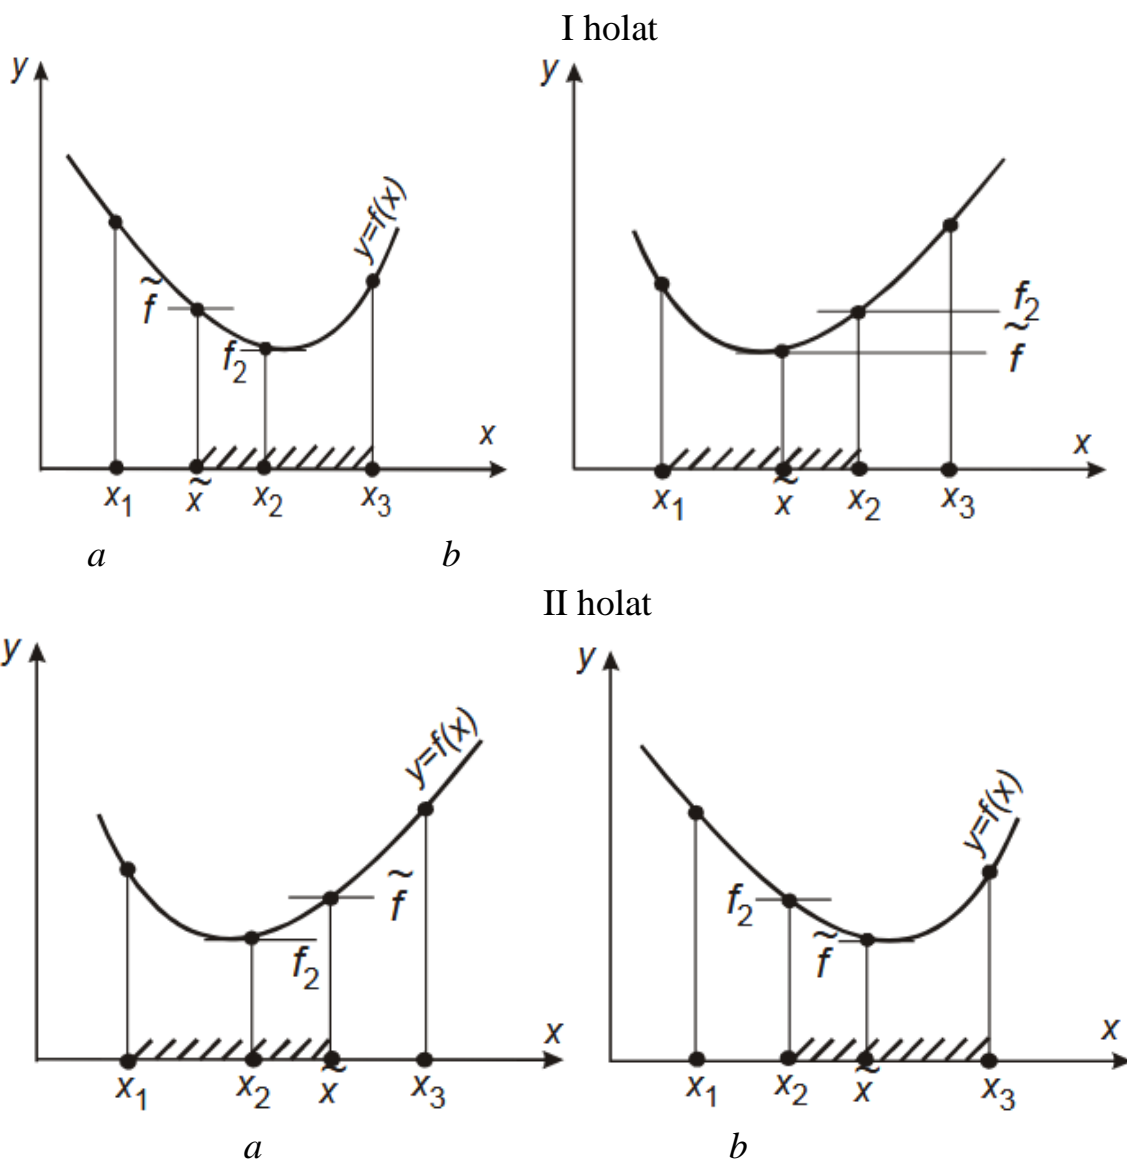 I holat
y
y=f(x)
f̃
f₂
x
x₁ x̃ x₂ x₃
y
f₂
f̃
x
x₁ x̃ x₂ x₃
a b
II holat
y
y=f(x)
f̃
f₂
x
x₁ x₂ x̃ x₃
y
y=f(x)
f₂
f̃
x
x₁ x₂ x̃ x₃
a b